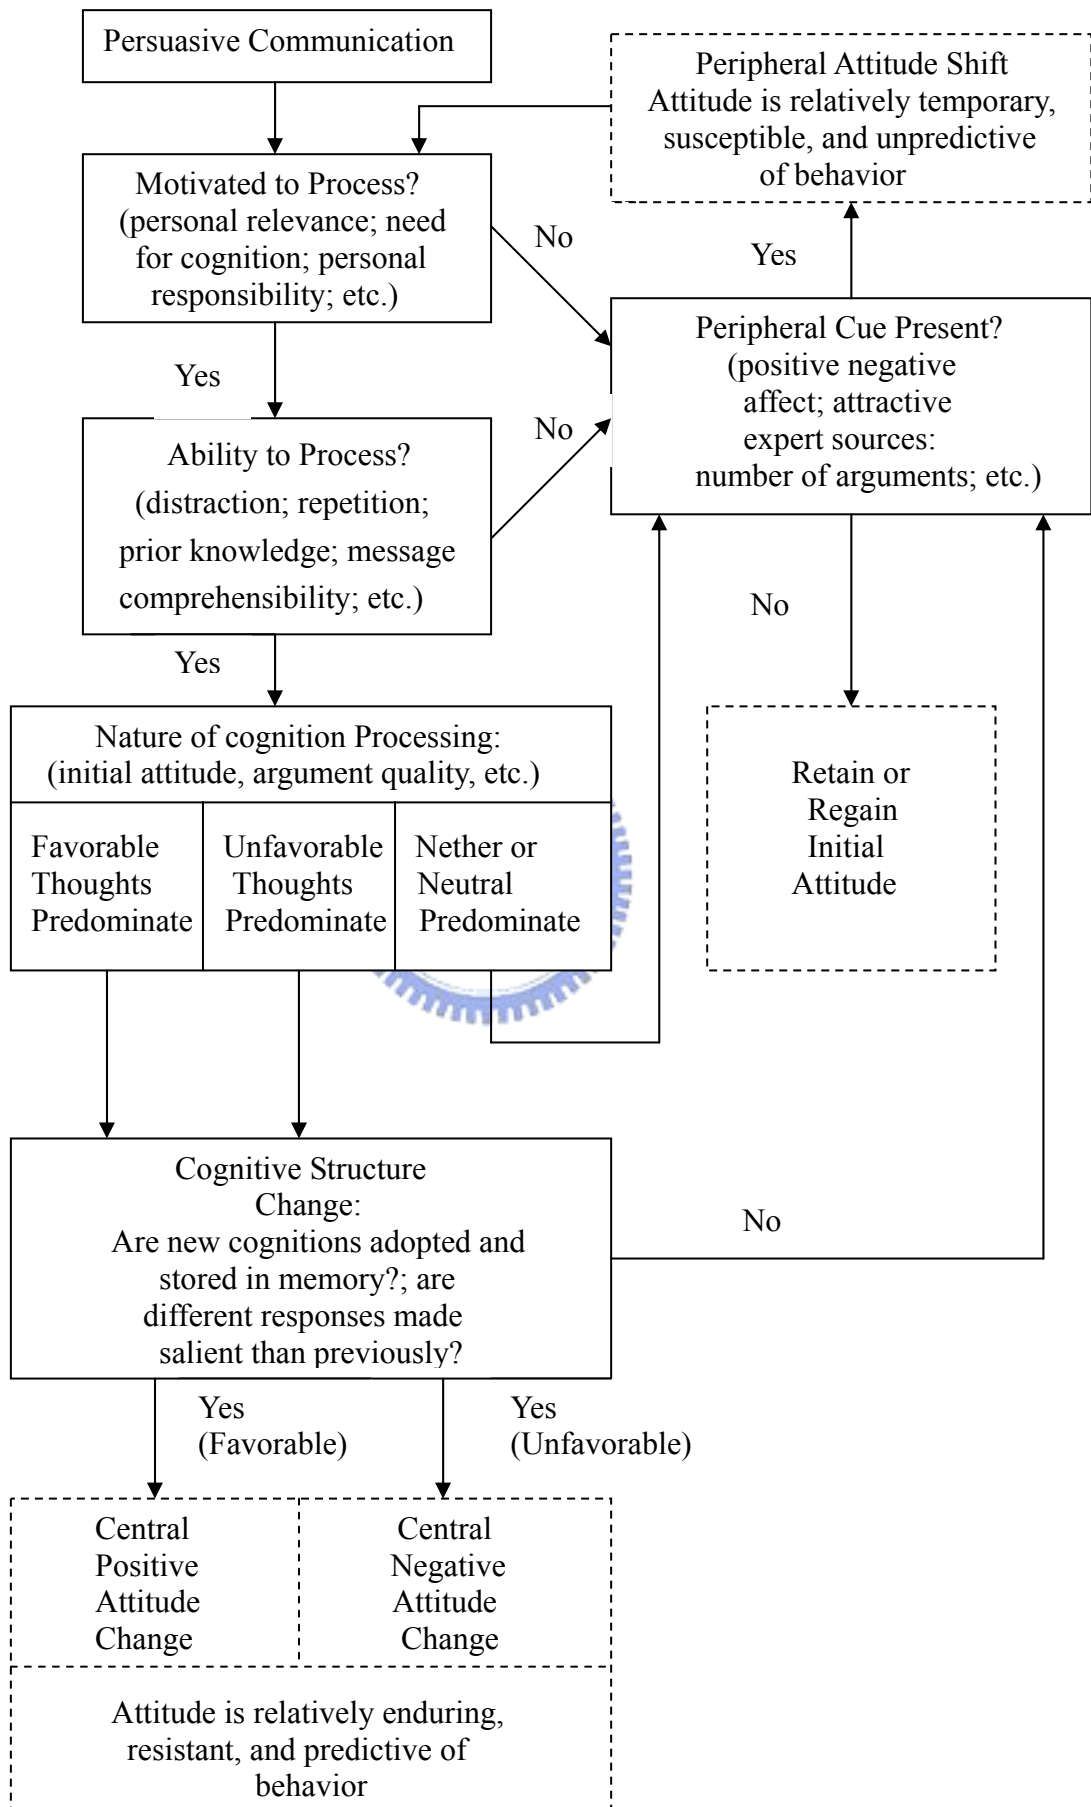 Persuasive Communication
Peripheral Attitude Shift
Attitude is relatively temporary,
susceptible, and unpredictive
of behavior
Motivated to Process?
(personal relevance; need
for cognition; personal
responsibility; etc.)
No
Yes
Peripheral Cue Present?
(positive negative
affect; attractive
expert sources:
number of arguments; etc.)
Yes
No
Ability to Process?
(distraction; repetition;
prior knowledge; message
comprehensibility; etc.)
No
Yes
Nature of cognition Processing:
(initial attitude, argument quality, etc.)
Favorable
Thoughts
Predominate
Unfavorable
Thoughts
Predominate
Nether or
Neutral
Predominate
Retain or
Regain
Initial
Attitude
Cognitive Structure
Change:
Are new cognitions adopted and
stored in memory?; are
different responses made
salient than previously?
No
Yes
(Favorable)
Yes
(Unfavorable)
Central
Positive
Attitude
Change
Central
Negative
Attitude
Change
Attitude is relatively enduring,
resistant, and predictive of
behavior